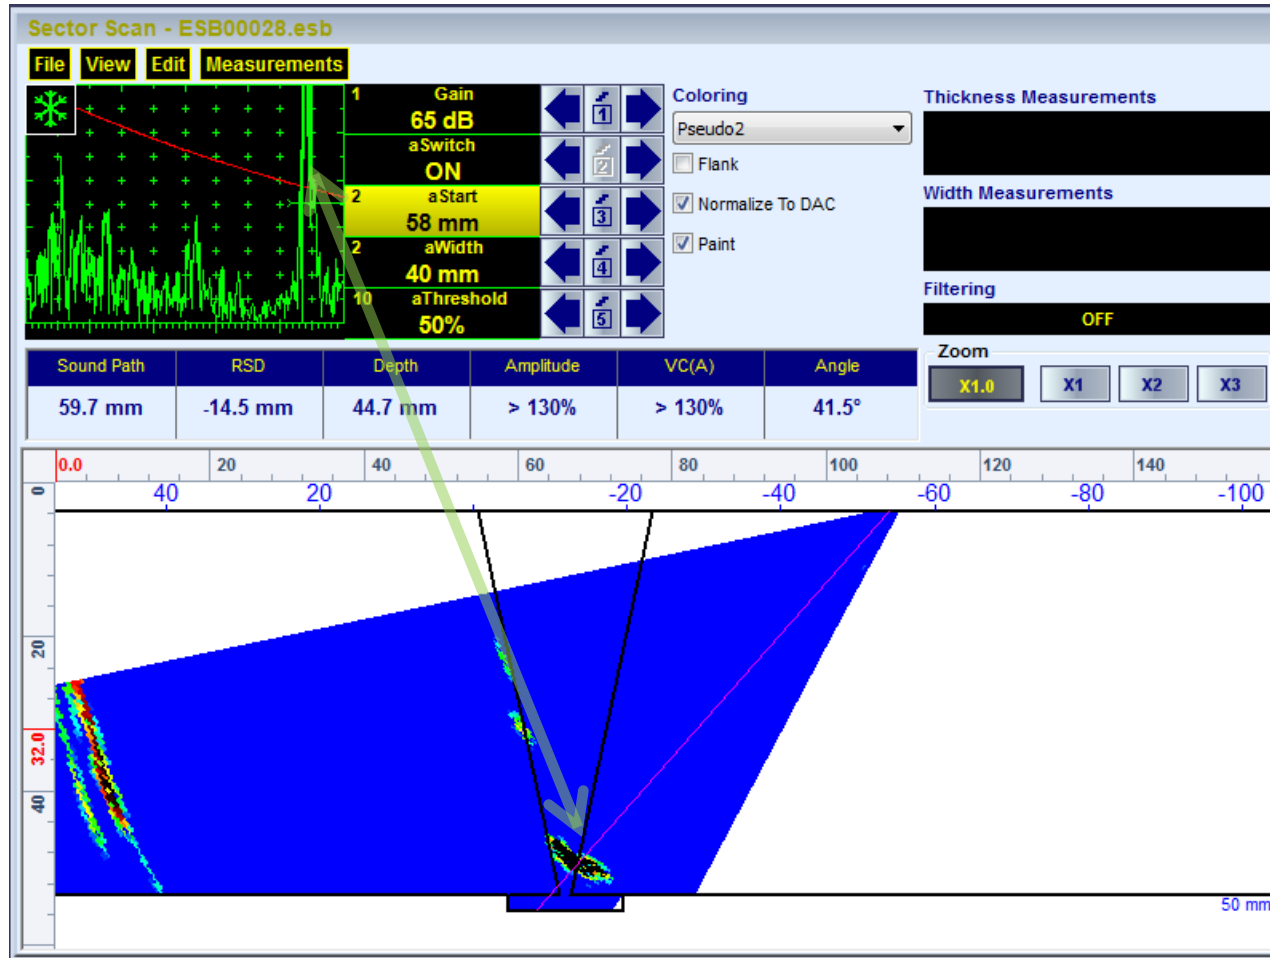 Sector Scan - ESB00028.esb
File View Edit Measurements
1 Gain
65 dB
aSwitch
ON
2 aStart
58 mm
2 aWidth
40 mm
10 aThreshold
50%
1
2
3
4
5
Coloring
Pseudo2
Flank
Normalize To DAC
Paint
Thickness Measurements
Width Measurements
Filtering
OFF
Zoom
X1.0 X1 X2 X3
Sound Path RSD Depth Amplitude VC(A) Angle
59.7 mm -14.5 mm 44.7 mm > 130% > 130% 41.5°
0.0 20 40 60 80 100 120 140
40 20 -20 -40 -60 -80 -100
0
20
32.0
40
50 mm